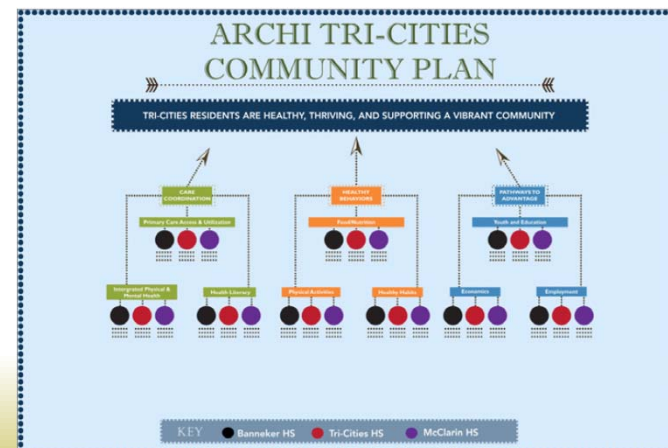 ARCHI TRI-CITIES
COMMUNITY PLAN
TRI-CITIES RESIDENTS ARE HEALTHY, THRIVING, AND SUPPORTING A VIBRANT COMMUNITY
CARE
COORDINATION
Primary Care Access & Utilization
Intergrated Physical &
Mental Health
Health Literacy
HEALTHY
BEHAVIORS
Food/Nutrition
Physical Activities
Healthy Habits
PATHWAYS TO
ADVANTAGE
Youth and Education
Economics
Employment
KEY
Banneker HS
Tri-Cities HS
McClarin HS